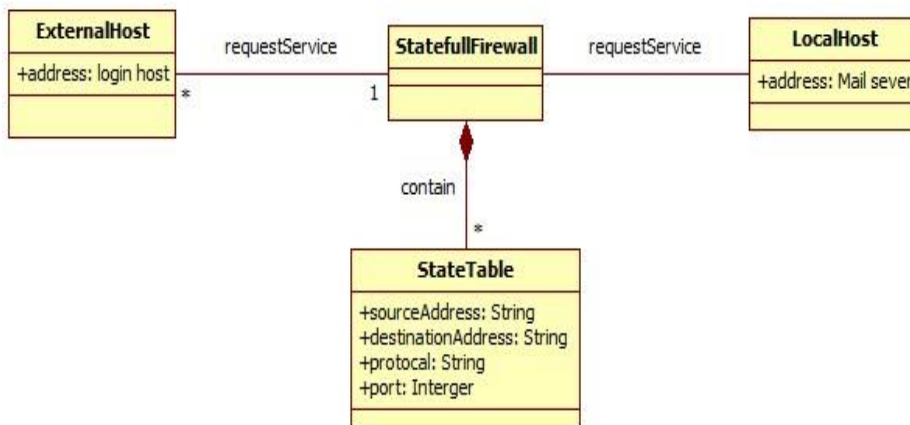 ExternalHost
+address: login host
requestService
*
1
StatefullFirewall
requestService
LocalHost
+address: Mail sever
contain
*
StateTable
+sourceAddress: String
+destinationAddress: String
+protocal: String
+port: Interger